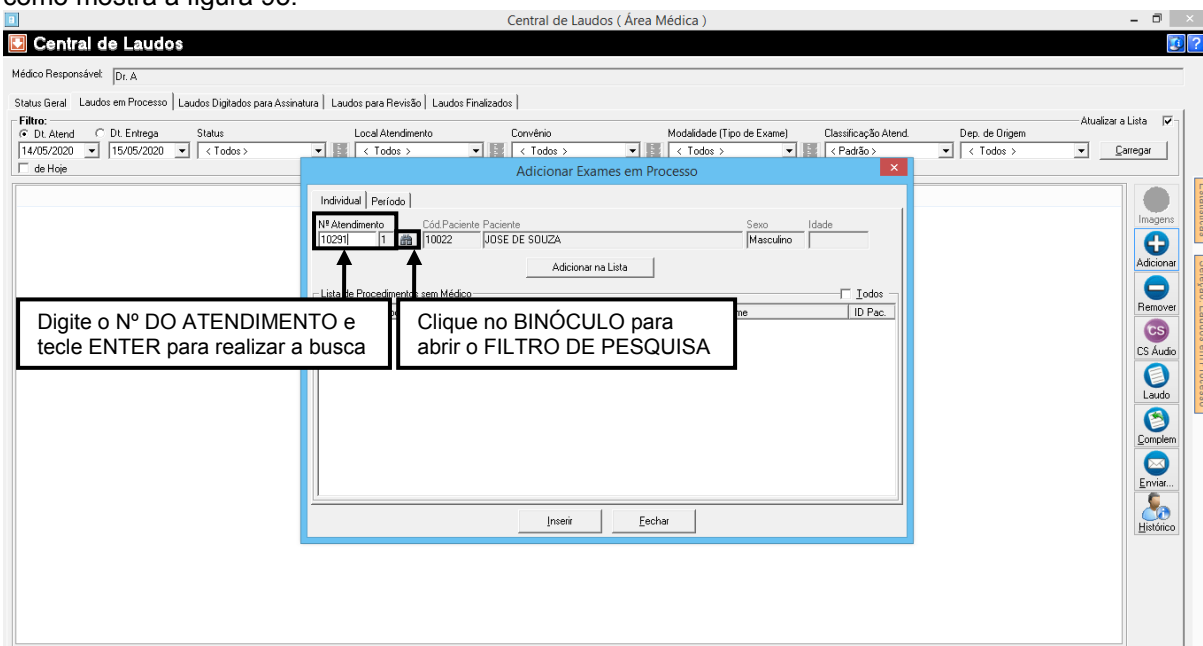 como mostra a figura 96.
Central de Laudos ( Área Médica )
Central de Laudos
Médico Responsável: Dr. A
Status Geral Laudos em Processo Laudos Digitados para Assinatura Laudos para Revisão Laudos Finalizados
Filtro: Atualizar a Lista
Dt. Atend Dt. Entrega Status Local Atendimento Convênio Modalidade (Tipo de Exame) Classificação Atend. Dep. de Origem
14/05/2020 15/05/2020 < Todos > < Todos > < Todos > < Todos > < Padrão > < Todos > Carregar
de Hoje
Adicionar Exames em Processo
Individual Período
Nº Atendimento Cód.Paciente Paciente Sexo Idade
10291 1 10022 JOSE DE SOUZA Masculino
Adicionar na Lista
Lista de Procedimentos sem Médico Todos
ID Pac.
Digite o Nº DO ATENDIMENTO e
tecle ENTER para realizar a busca
Clique no BINÓCULO para
abrir o FILTRO DE PESQUISA
Inserir Fechar
Imagens
Adicionar
Remover
CS
CS Áudio
Laudo
Complem
Enviar...
Histórico